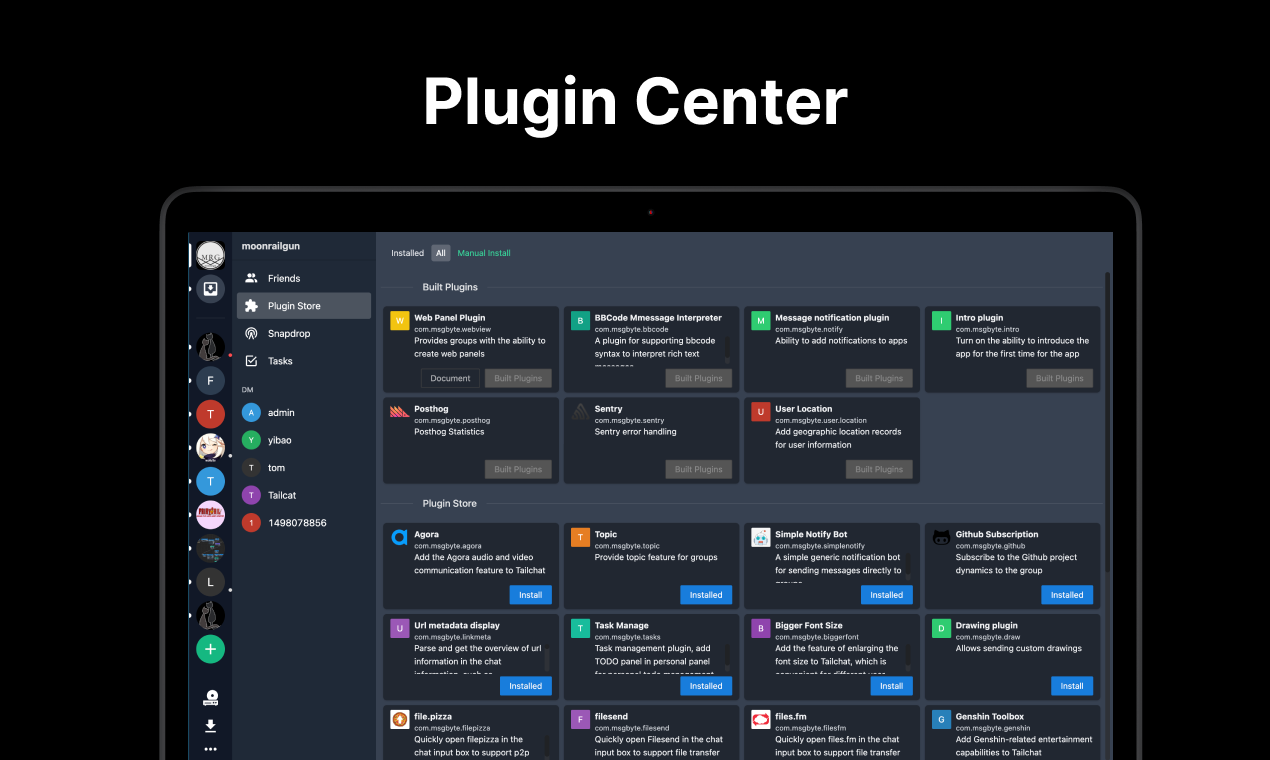 Plugin Center
MRG
moonrailgun
Friends
Plugin Store
Snapdrop
Tasks
DM
A admin
Y yibao
T tom
T Tailcat
1 1498078856
F
T
T
L
Installed All Manual Install
Built Plugins
W Web Panel Plugin
com.msgbyte.webview
Provides groups with the ability to
create web panels
Document Built Plugins
B BBCode Mmessage Interpreter
com.msgbyte.bbcode
A plugin for supporting bbcode
syntax to interpret rich text
messages
Built Plugins
M Message notification plugin
com.msgbyte.notify
Ability to add notifications to apps
Built Plugins
I Intro plugin
com.msgbyte.intro
Turn on the ability to introduce the
app for the first time for the app
Built Plugins
Posthog
com.msgbyte.posthog
Posthog Statistics
Built Plugins
Sentry
com.msgbyte.sentry
Sentry error handling
Built Plugins
U User Location
com.msgbyte.user.location
Add geographic location records
for user information
Built Plugins
Plugin Store
Agora
com.msgbyte.agora
Add the Agora audio and video
communication feature to Tailchat
Install
T Topic
com.msgbyte.topic
Provide topic feature for groups
Installed
Simple Notify Bot
com.msgbyte.simplenotify
A simple generic notification bot
for sending messages directly to
groups
Installed
Github Subscription
com.msgbyte.github
Subscribe to the Github project
dynamics to the group
Installed
U Url metadata display
com.msgbyte.linkmeta
Parse and get the overview of url
information in the chat
information, such as
Installed
T Task Manage
com.msgbyte.tasks
Task management plugin, add
TODO panel in personal panel
for personal todo management
Installed
B Bigger Font Size
com.msgbyte.biggerfont
Add the feature of enlarging the
font size to Tailchat, which is
convenient for different user
Install
D Drawing plugin
com.msgbyte.draw
Allows sending custom drawings
Install
file.pizza
com.msgbyte.filepizza
Quickly open filepizza in the
chat input box to support p2p
F filesend
com.msgbyte.filesend
Quickly open Filesend in the chat
input box to support file transfer
files.fm
com.msgbyte.filesfm
Quickly open files.fm in the chat
input box to support file transfer
G Genshin Toolbox
com.msgbyte.genshin
Add Genshin-related entertainment
capabilities to Tailchat